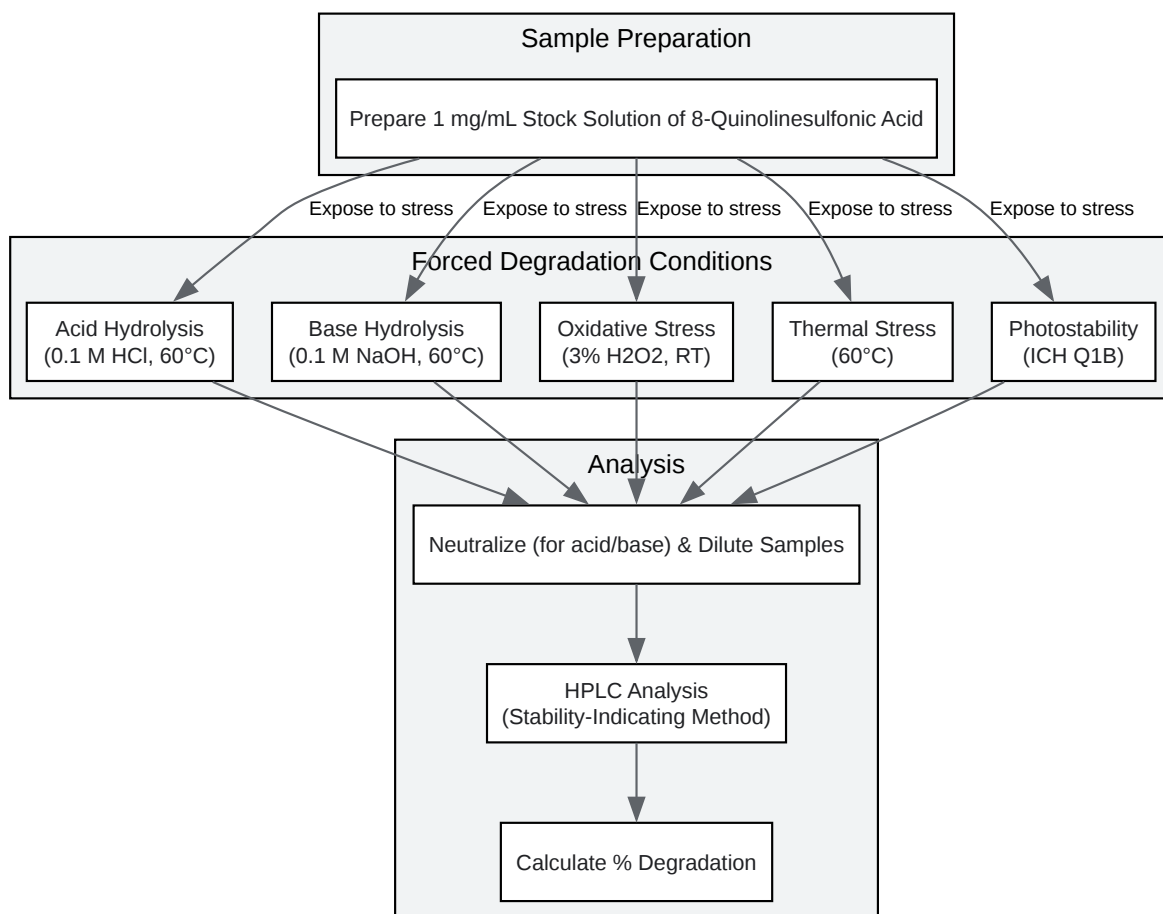 Sample Preparation
Prepare 1 mg/mL Stock Solution of 8-Quinolinesulfonic Acid
Expose to stress
Expose to stress
Expose to stress
Expose to stress
Expose to stress
Forced Degradation Conditions
Acid Hydrolysis
(0.1 M HCl, 60°C)
Base Hydrolysis
(0.1 M NaOH, 60°C)
Oxidative Stress
(3% H2O2, RT)
Thermal Stress
(60°C)
Photostability
(ICH Q1B)
Analysis
Neutralize (for acid/base) & Dilute Samples
HPLC Analysis
(Stability-Indicating Method)
Calculate % Degradation